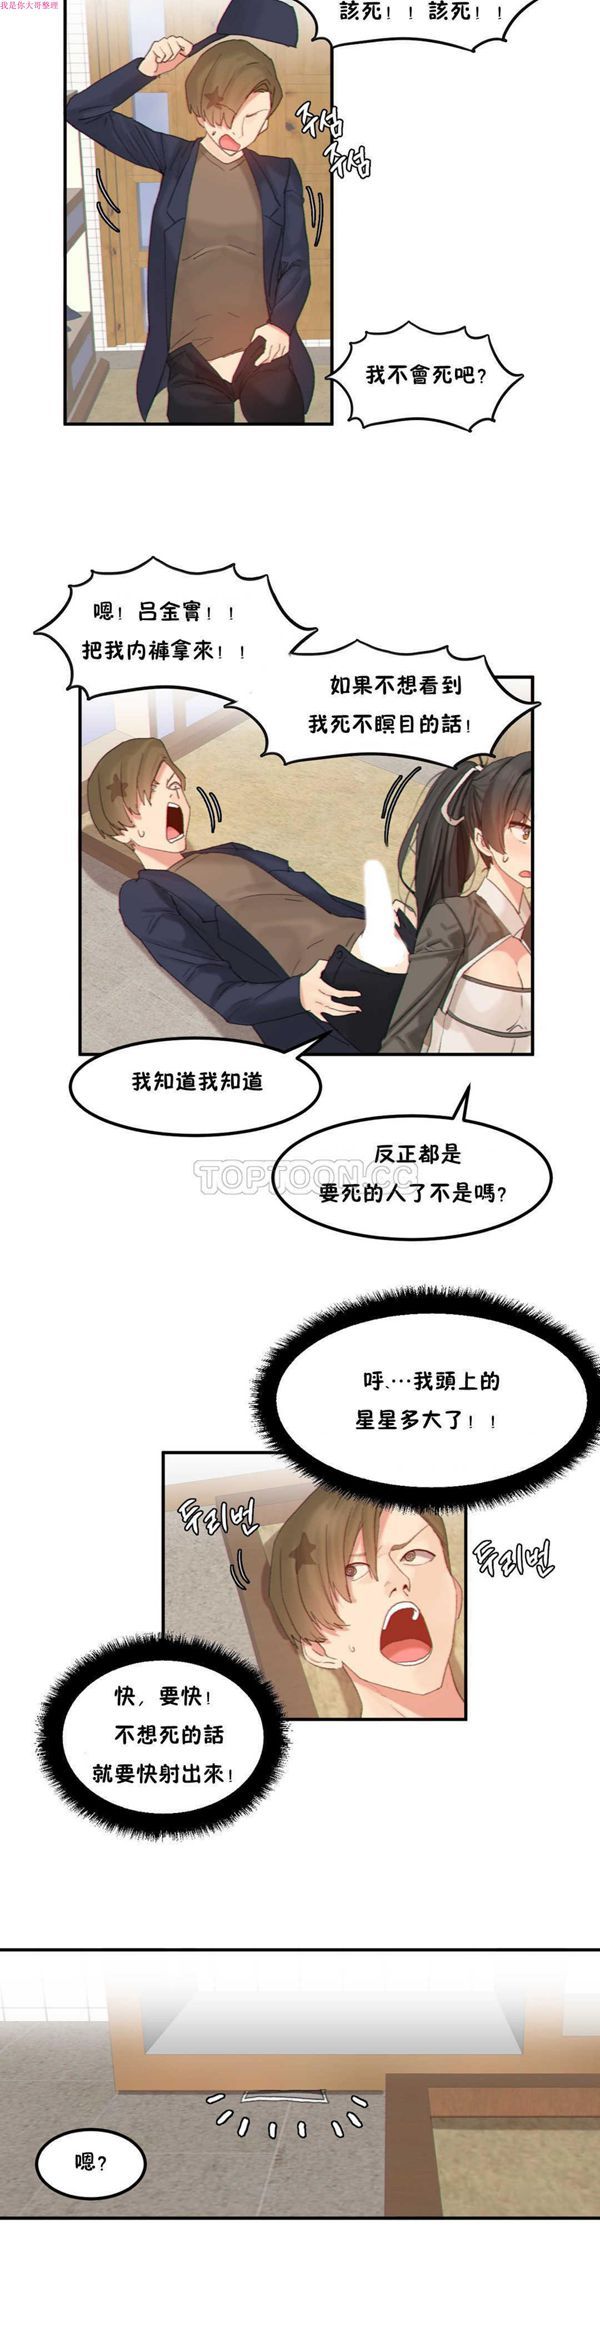 我是你大哥整理
該死！！該死！！
주섬
주섬
我不會死吧?
嗯！呂金實！！
把我內褲拿來！！
如果不想看到
我死不瞑目的話！
我知道我知道
TOPTOON.CC
反正都是
要死的人了不是嗎?
呼…我頭上的
星星多大了！！
두리번
두리번
快，要快！
不想死的話
就要快射出來！
嗯?